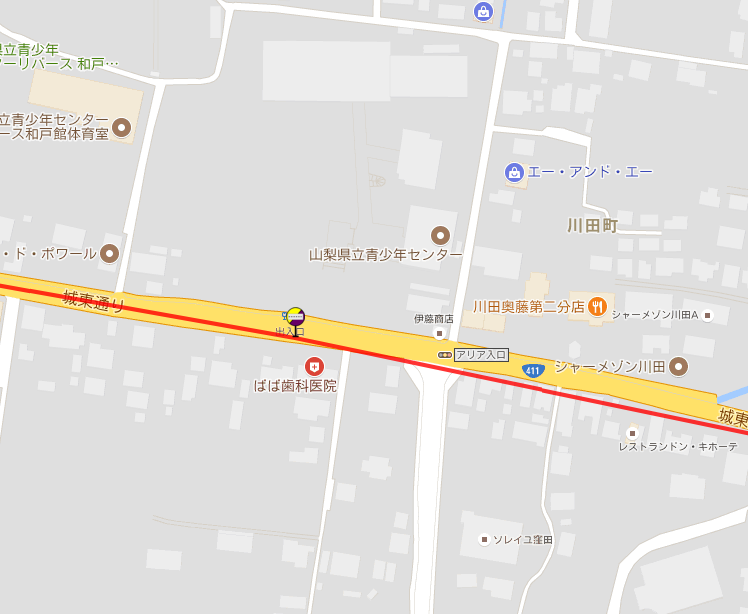 県立青少年
ターリバース 和戸…
立青少年センター
ース和戸館体育室
エー・アンド・エー
川田町
・ド・ボワール
山梨県立青少年センター
城東通り
出入口
伊藤商店
川田奥藤第二分店
シャーメゾン川田A
アリア入口
ばば歯科医院
411
シャーメゾン川田
城東
レストランドン・キホーテ
ソレイユ窪田